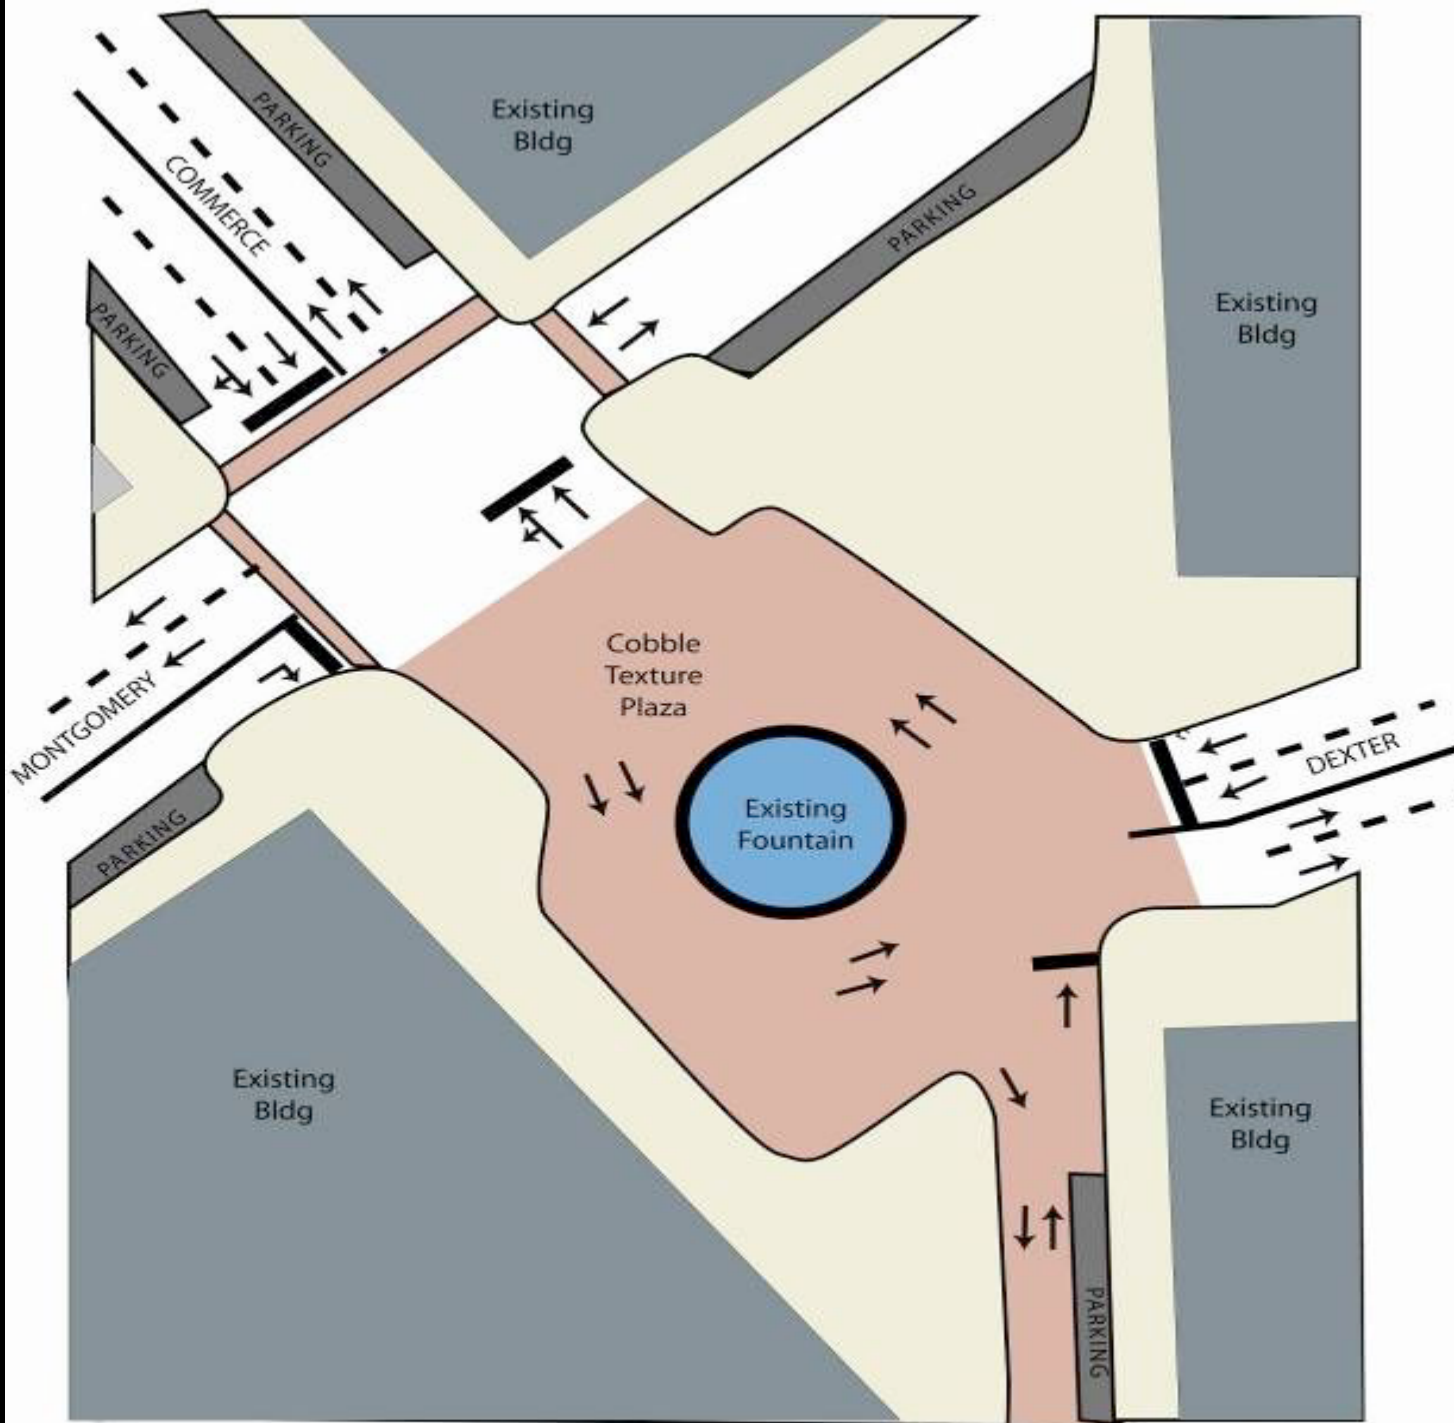 PARKING
Existing
Bldg
COMMERCE
PARKING
PARKING
Existing
Bldg
Cobble
Texture
Plaza
MONTGOMERY
DEXTER
PARKING
Existing
Fountain
Existing
Bldg
Existing
Bldg
PARKING